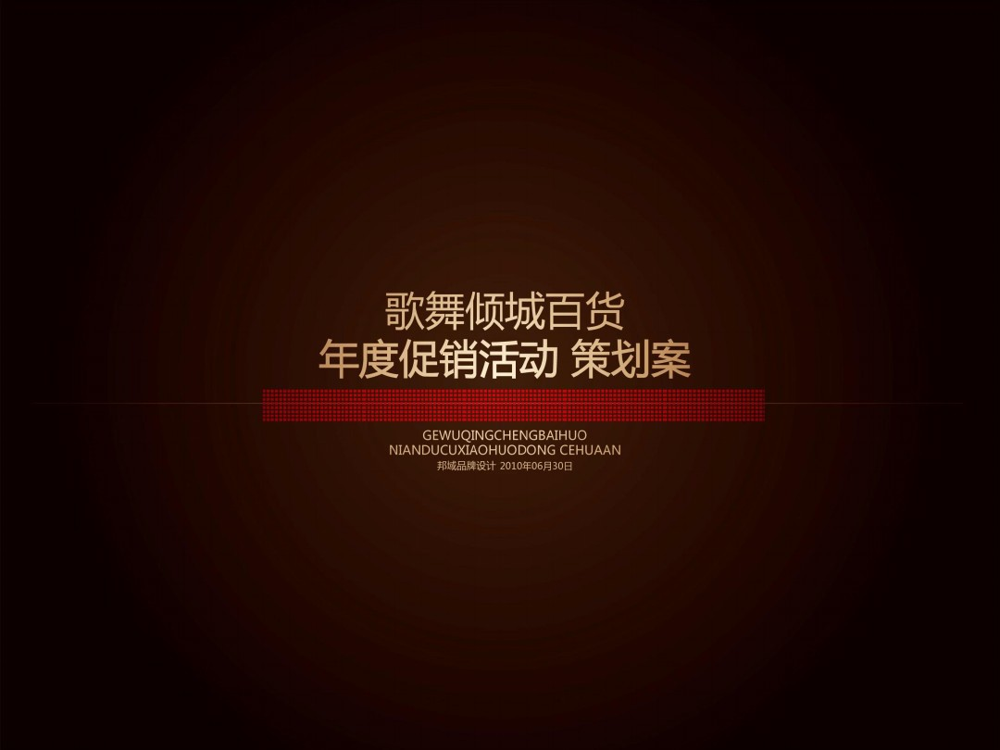 歌舞倾城百货
年度促销活动 策划案
GEWUQINGCHENGBAIHUO
NIANDUCUXIAOHUODONG CEHUAAN
邦域品牌设计 2010年06月30日